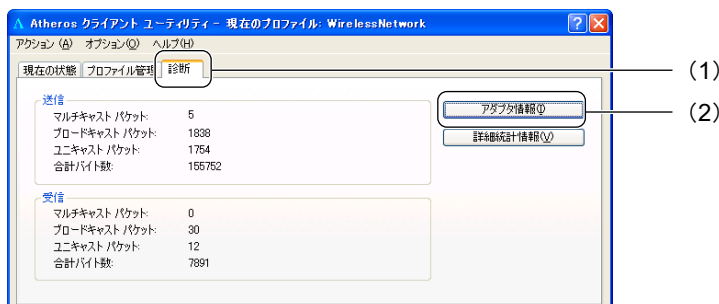 Atheros クライアント ユーティリティ - 現在のプロファイル: WirelessNetwork
アクション (A) オプション(O) ヘルプ(H)
現在の状態 プロファイル管理 診断 (1)
送信
アダプタ情報(I) (2)
マルチキャスト パケット: 5
ブロードキャスト パケット: 1838
詳細統計情報(V)
ユニキャスト パケット: 1754
合計バイト数: 155752
受信
マルチキャスト パケット: 0
ブロードキャスト パケット: 30
ユニキャスト パケット: 12
合計バイト数: 7891